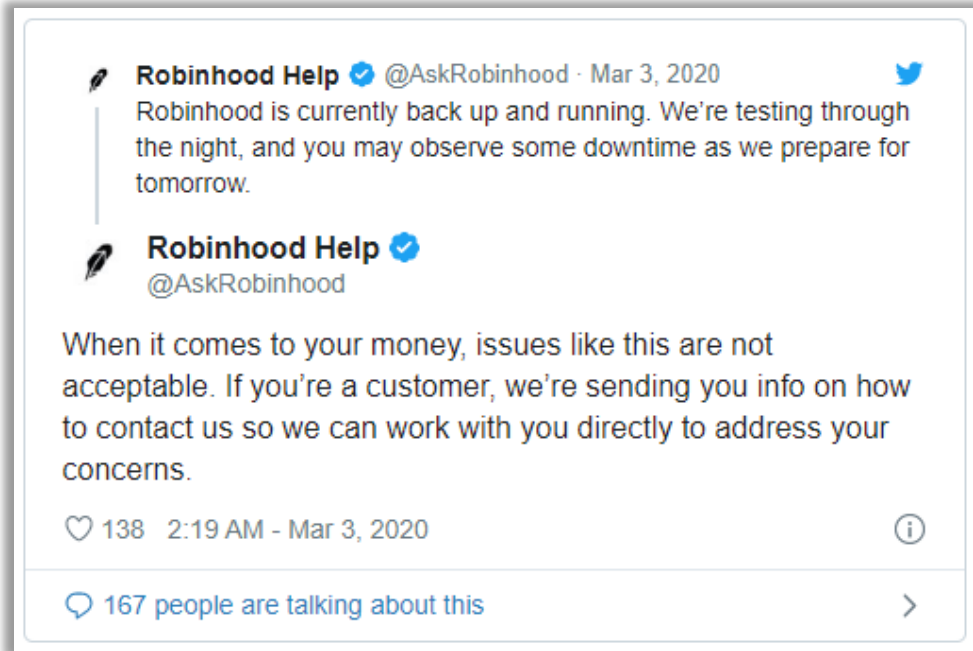 Robinhood Help @AskRobinhood · Mar 3, 2020
Robinhood is currently back up and running. We’re testing through
the night, and you may observe some downtime as we prepare for
tomorrow.
Robinhood Help
@AskRobinhood
When it comes to your money, issues like this are not
acceptable. If you’re a customer, we’re sending you info on how
to contact us so we can work with you directly to address your
concerns.
138 2:19 AM - Mar 3, 2020
167 people are talking about this